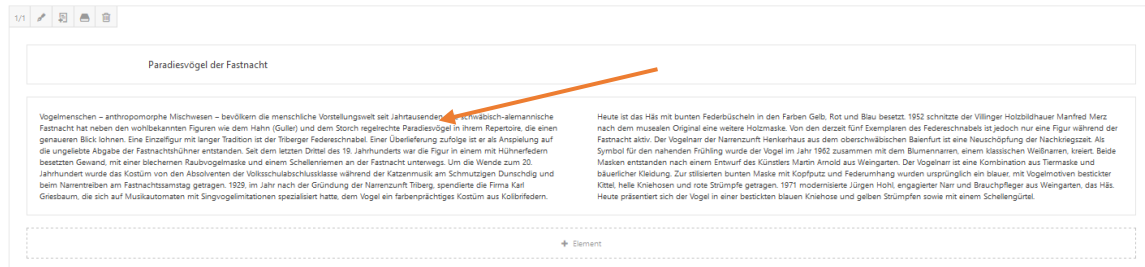 1/1
Paradiesvögel der Fastnacht
Vogelmenschen – anthropomorphe Mischwesen – bevölkern die menschliche Vorstellungswelt seit Jahrtausenden. schwäbisch-alemannische
Fastnacht hat neben den wohlbekannten Figuren wie dem Hahn (Guller) und dem Storch regelrechte Paradiesvögel in ihrem Repertoire, die einen
genaueren Blick lohnen. Eine Einzelfigur mit langer Tradition ist der Triberger Federeschnabel. Einer Überlieferung zufolge ist er als Anspielung auf
die ungeliebte Abgabe der Fastnachtshühner entstanden. Seit dem letzten Drittel des 19. Jahrhunderts war die Figur in einem mit Hühnerfedern
besetzten Gewand, mit einer blechernen Raubvogelmaske und einem Schellenriemen an der Fastnacht unterwegs. Um die Wende zum 20.
Jahrhundert wurde das Kostüm von den Absolventen der Volksschulabschlussklasse während der Katzenmusik am Schmutzigen Dunschdig und
beim Narrentreiben am Fastnachtssamstag getragen. 1929, im Jahr nach der Gründung der Narrenzunft Triberg, spendierte die Firma Karl
Griesbaum, die sich auf Musikautomaten mit Singvogelimitationen spezialisiert hatte, dem Vogel ein farbenprächtiges Kostüm aus Kolibrifedern.
Heute ist das Häs mit bunten Federbüscheln in den Farben Gelb, Rot und Blau besetzt. 1952 schnitzte der Villinger Holzbildhauer Manfred Merz
nach dem musealen Original eine weitere Holzmaske. Von den derzeit fünf Exemplaren des Federeschnabels ist jedoch nur eine Figur während der
Fastnacht aktiv. Der Vogelnarr der Narrenzunft Henkerhaus aus dem oberschwäbischen Baienfurt ist eine Neuschöpfung der Nachkriegszeit. Als
Symbol für den nahenden Frühling wurde der Vogel im Jahr 1962 zusammen mit dem Blumennarren, einem klassischen Weißnarren, kreiert. Beide
Masken entstanden nach einem Entwurf des Künstlers Martin Arnold aus Weingarten. Der Vogelnarr ist eine Kombination aus Tiermaske und
bäuerlicher Kleidung. Zur stilisierten bunten Maske mit Kopfputz und Federumhang wurden ursprünglich ein blauer, mit Vogelmotiven bestickter
Kittel, helle Kniehosen und rote Strümpfe getragen. 1971 modernisierte Jürgen Hohl, engagierter Narr und Brauchpfleger aus Weingarten, das Häs.
Heute präsentiert sich der Vogel in einer bestickten blauen Kniehose und gelben Strümpfen sowie mit einem Schellengürtel.
+ Element